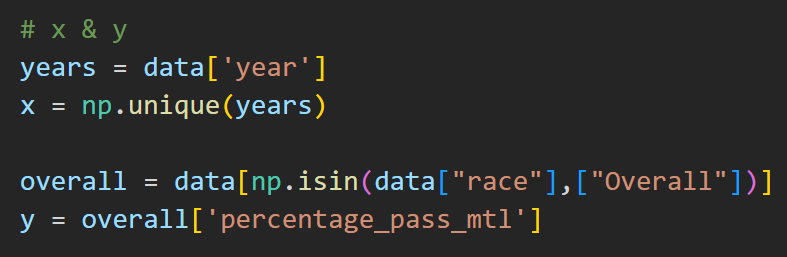 # x & y
years = data['year']
x = np.unique(years)
overall = data[np.isin(data["race"],["Overall"])]
y = overall['percentage_pass_mtl']